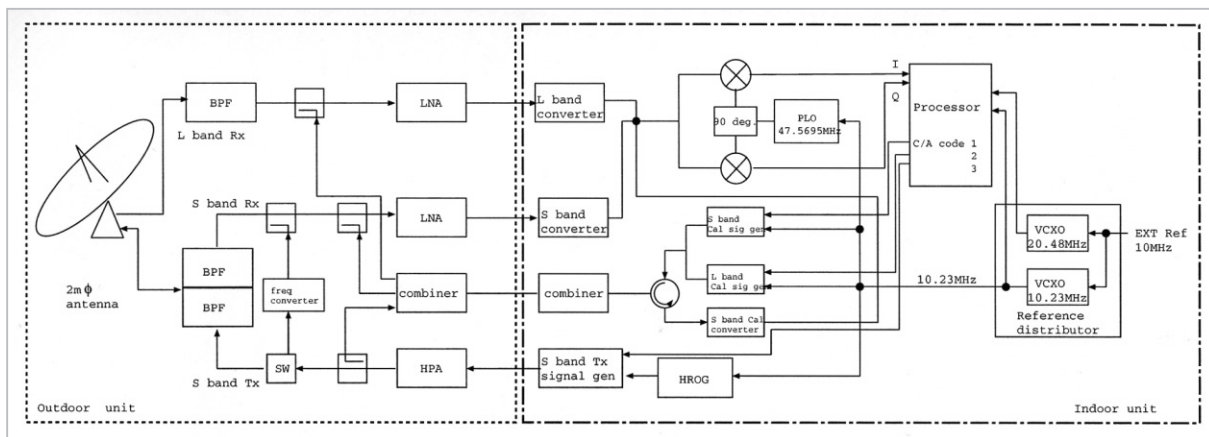 BPF
L band Rx
LNA
L band
converter
90 deg.
PLO
47.5695MHz
I
Q
Processor
C/A code 1
2
3
S band Rx
LNA
S band
converter
S band
Cal sig gen
VCXO
20.48MHz
EXT Ref
10MHz
2mφ
antenna
BPF
BPF
freq
converter
combiner
combiner
L band
Cal sig gen
10.23MHz
VCXO
10.23MHz
Reference
distributor
S band Cal
converter
S band Tx
SW
HPA
S band Tx
signal gen
HROG
Outdoor unit
Indoor unit